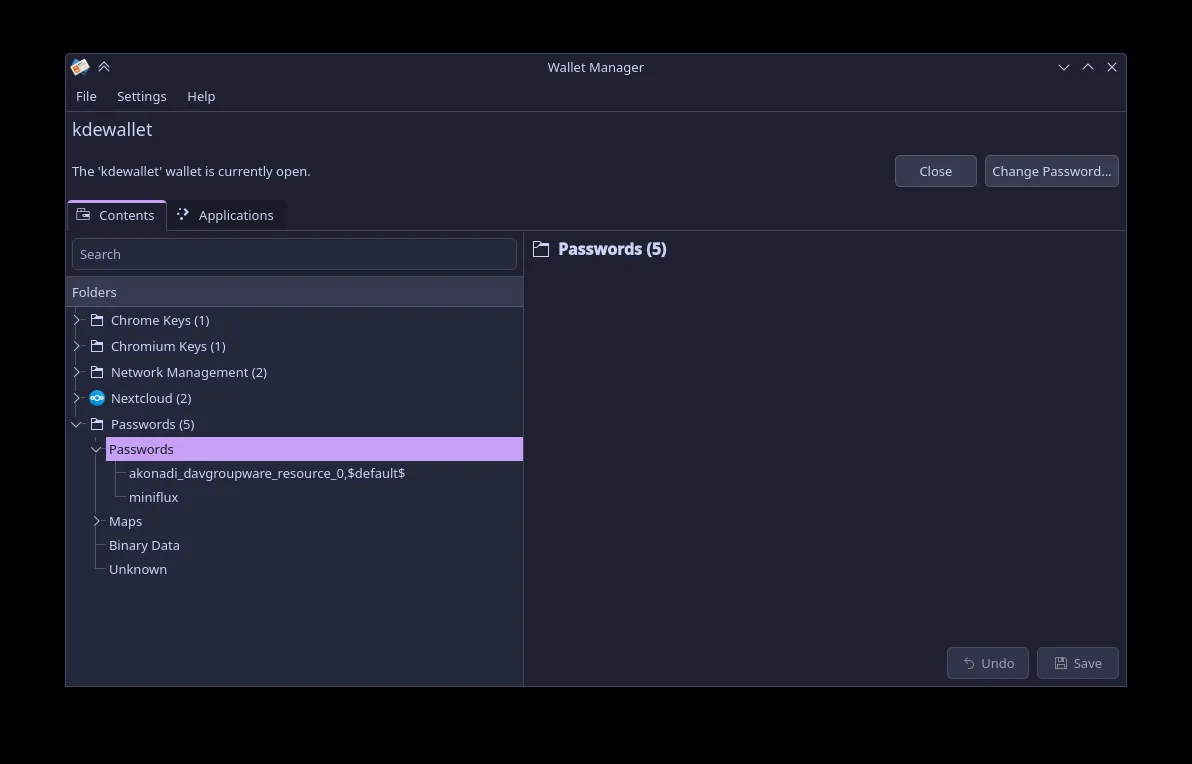 Wallet Manager
File Settings Help
kdewallet
The 'kdewallet' wallet is currently open.
Close
Change Password...
Contents
Applications
Search
Folders
Chrome Keys (1)
Chromium Keys (1)
Network Management (2)
Nextcloud (2)
Passwords (5)
Passwords
akonadi_davgroupware_resource_0,$default$
miniflux
Maps
Binary Data
Unknown
Passwords (5)
Undo
Save